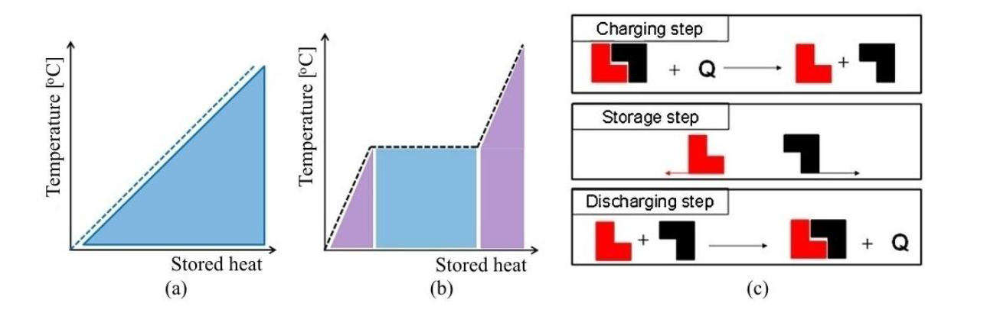 Temperature [°C]
Stored heat
(a)
Temperature [°C]
Stored heat
(b)
Charging step
+ Q +
Storage step
Discharging step
+ + Q
(c)